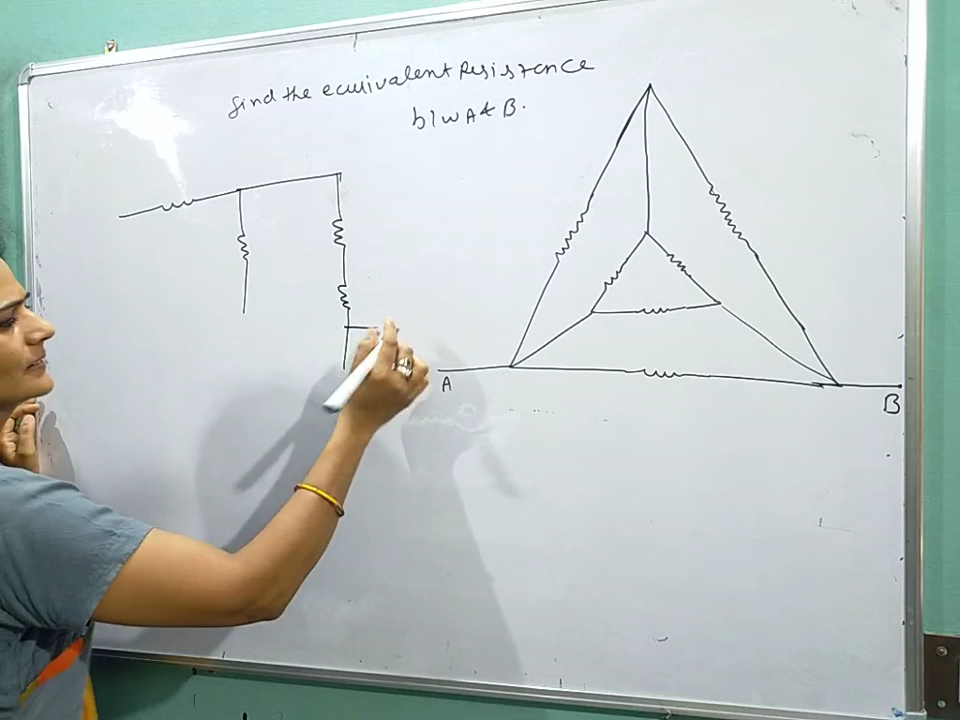 find the equivalent Resistance
b/w A & B.
A
B